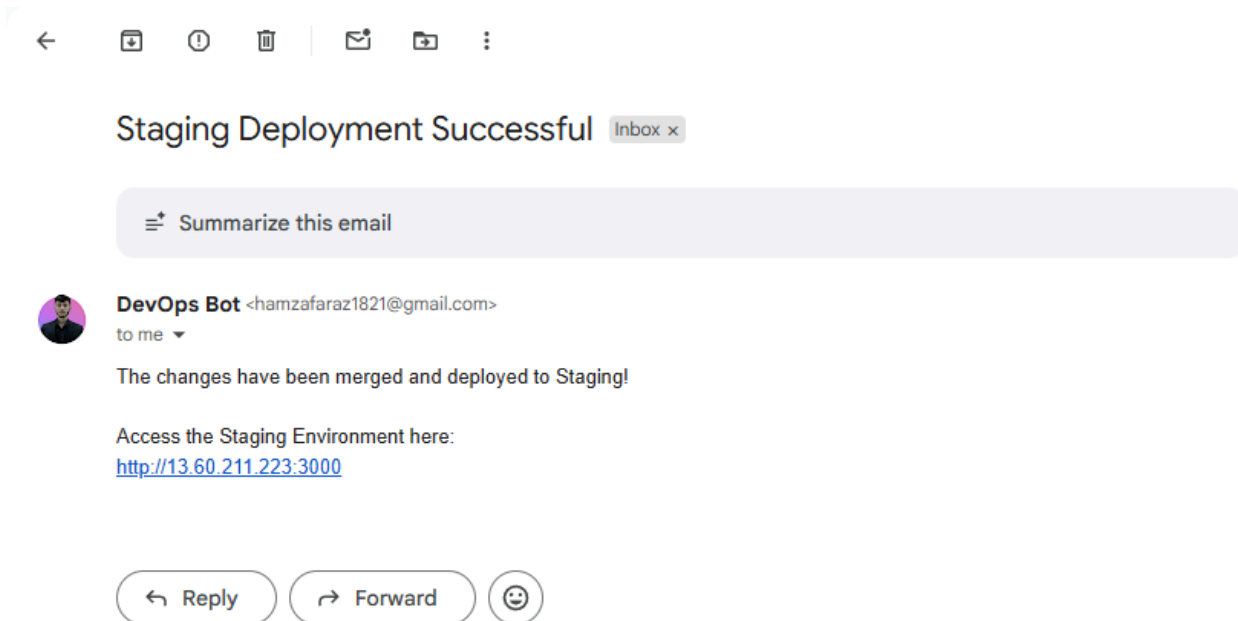 Staging Deployment Successful Inbox ×
Summarize this email
DevOps Bot <hamzafaraz1821@gmail.com>
to me
The changes have been merged and deployed to Staging!
Access the Staging Environment here:
http://13.60.211.223:3000
Reply Forward